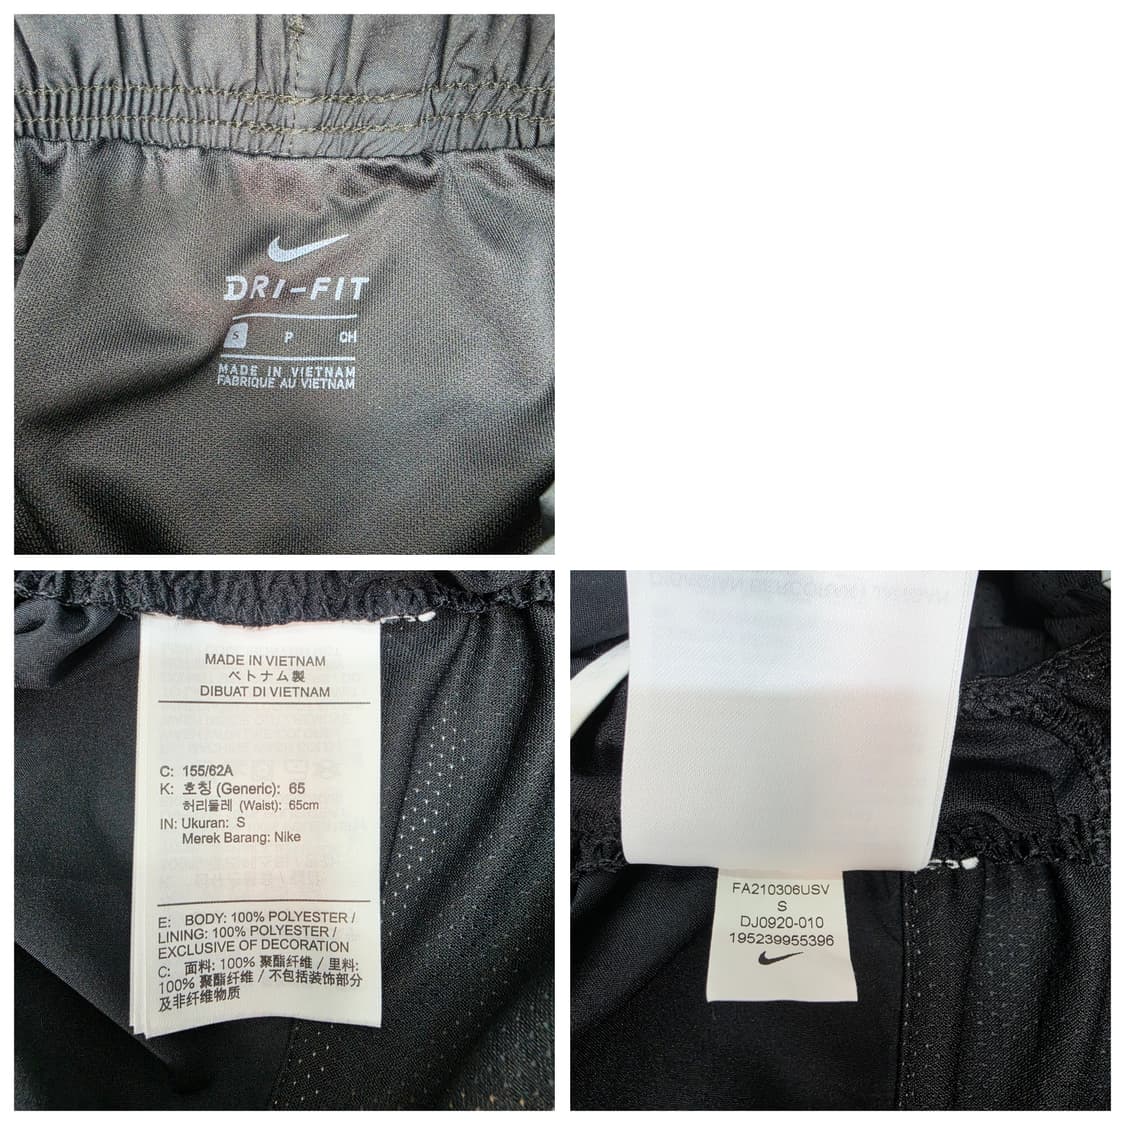 DRI-FIT
S P CH
MADE IN VIETNAM
FABRIQUÉ AU VIETNAM
MADE IN VIETNAM
ベトナム製
DIBUAT DI VIETNAM
C: 155/62A
K: 호칭 (Generic): 65
허리둘레 (Waist): 65cm
IN: Ukuran: S
Merek Barang: Nike
E: BODY: 100% POLYESTER /
LINING: 100% POLYESTER /
EXCLUSIVE OF DECORATION
C: 面料: 100% 聚酯纤维 / 里料:
100% 聚酯纤维 / 不包括装饰部分
及非纤维物质
FA210306USV
S
DJ0920-010
195239955396